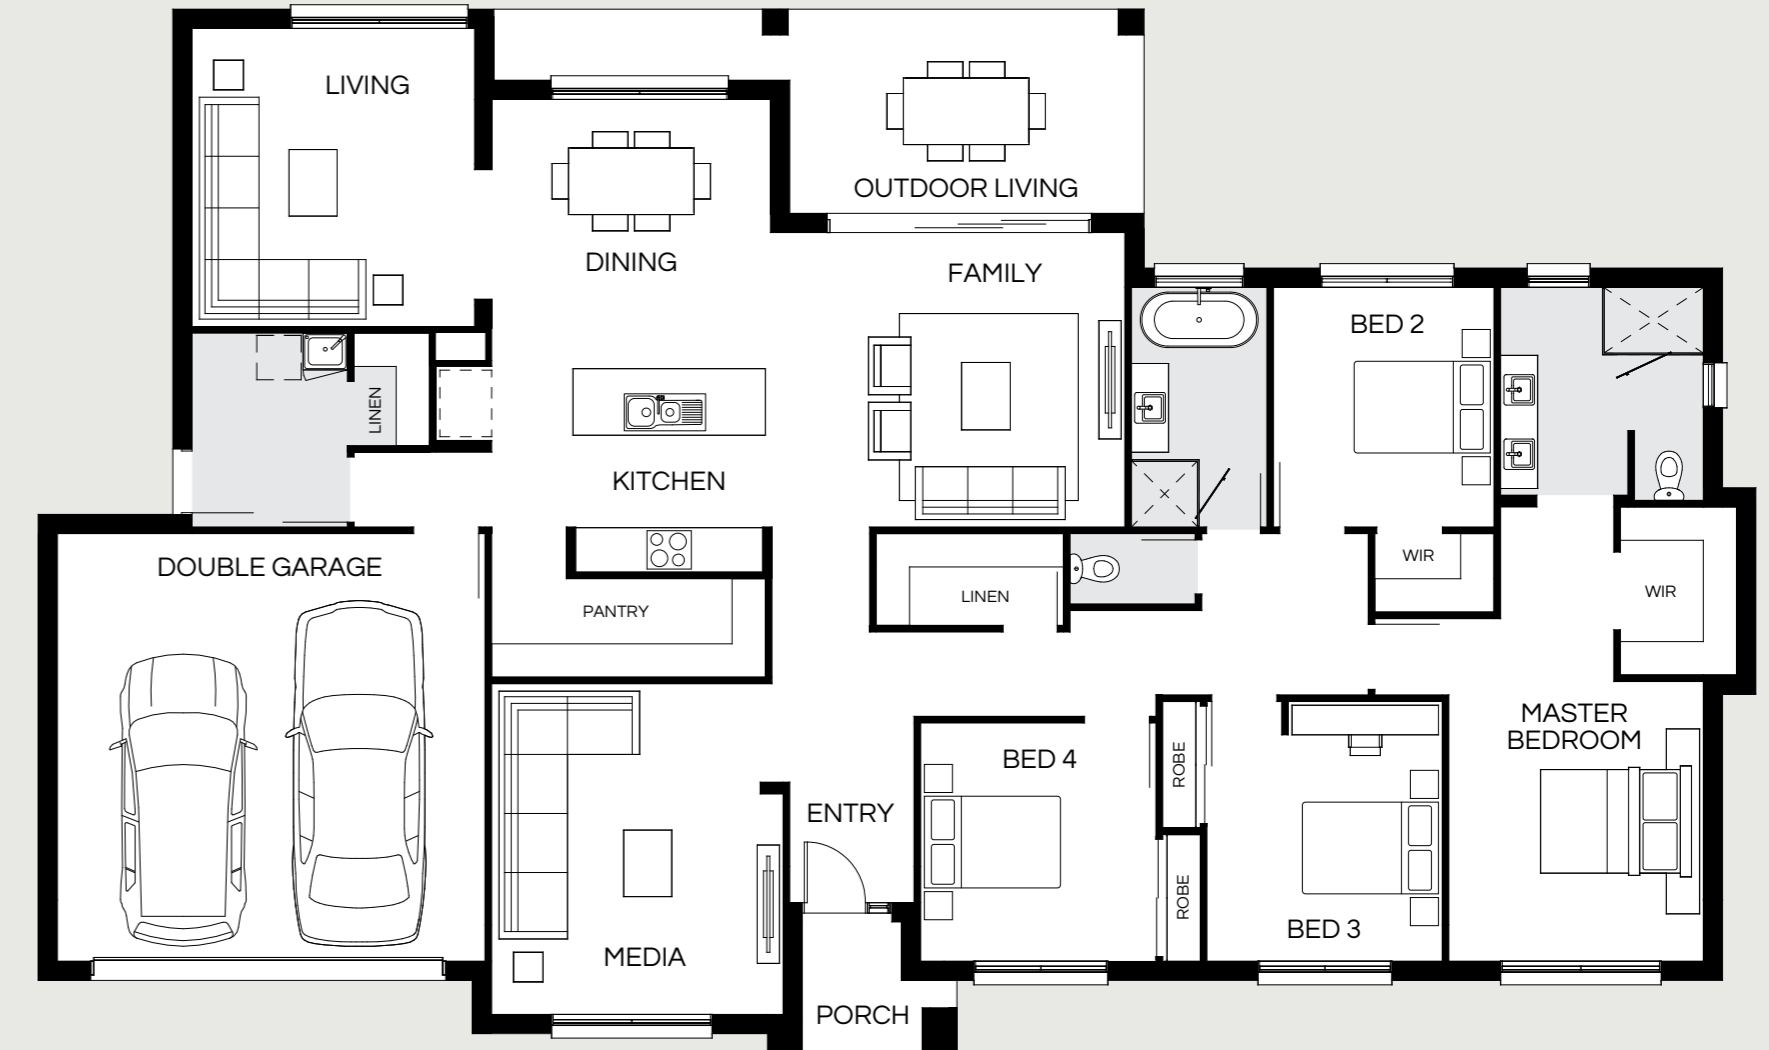 LIVING
OUTDOOR LIVING
DINING
FAMILY
BED 2
LINEN
KITCHEN
DOUBLE GARAGE
WIR
PANTRY
LINEN
WIR
MASTER
BEDROOM
BED 4
ROBE
ENTRY
ROBE
BED 3
MEDIA
PORCH